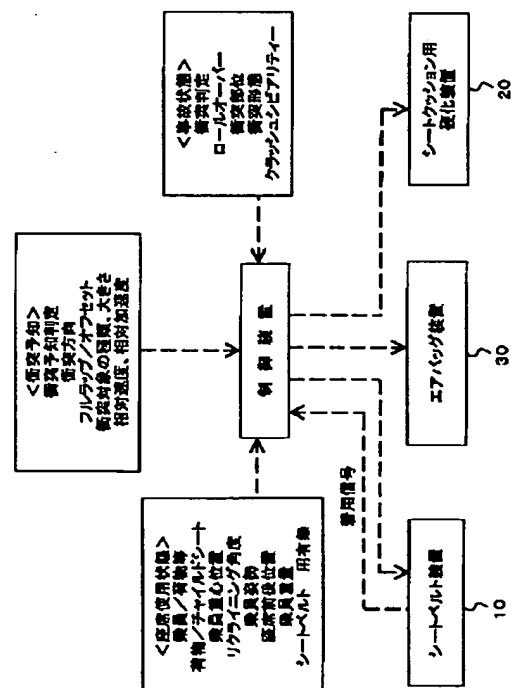 <衝突予知>
衝突予知判定
衝突方向
フルラップ/オフセット
衝突対象の種類、大きさ
相対速度、相対加速度
<座席使用状態>
乗員/荷物等
荷物/チャイルドシート
乗員重心位置
リクライニング角度
乗員姿勢
座席前後位置
乗員重量
シートベルト 用有無
<事故状態>
衝突判定
ロールオーバー
衝突部位
衝突形態
クラッシュシビアリティー
制御装置
着用信号
シートベルト装置
10
エアバッグ装置
30
シートクッション用
硬化装置
20